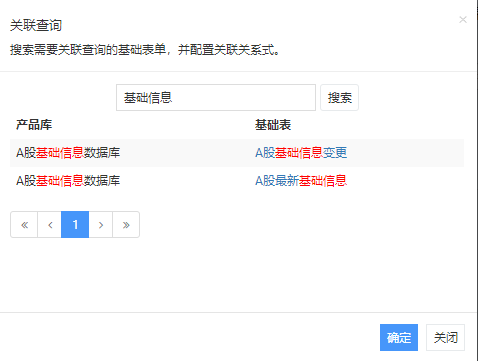 关联查询
×
搜索需要关联查询的基础表单，并配置关联关系式。
基础信息 搜索
产品库 基础表
A股基础信息数据库 A股基础信息变更
A股基础信息数据库 A股最新基础信息
« ‹ 1 › »
确定 关闭